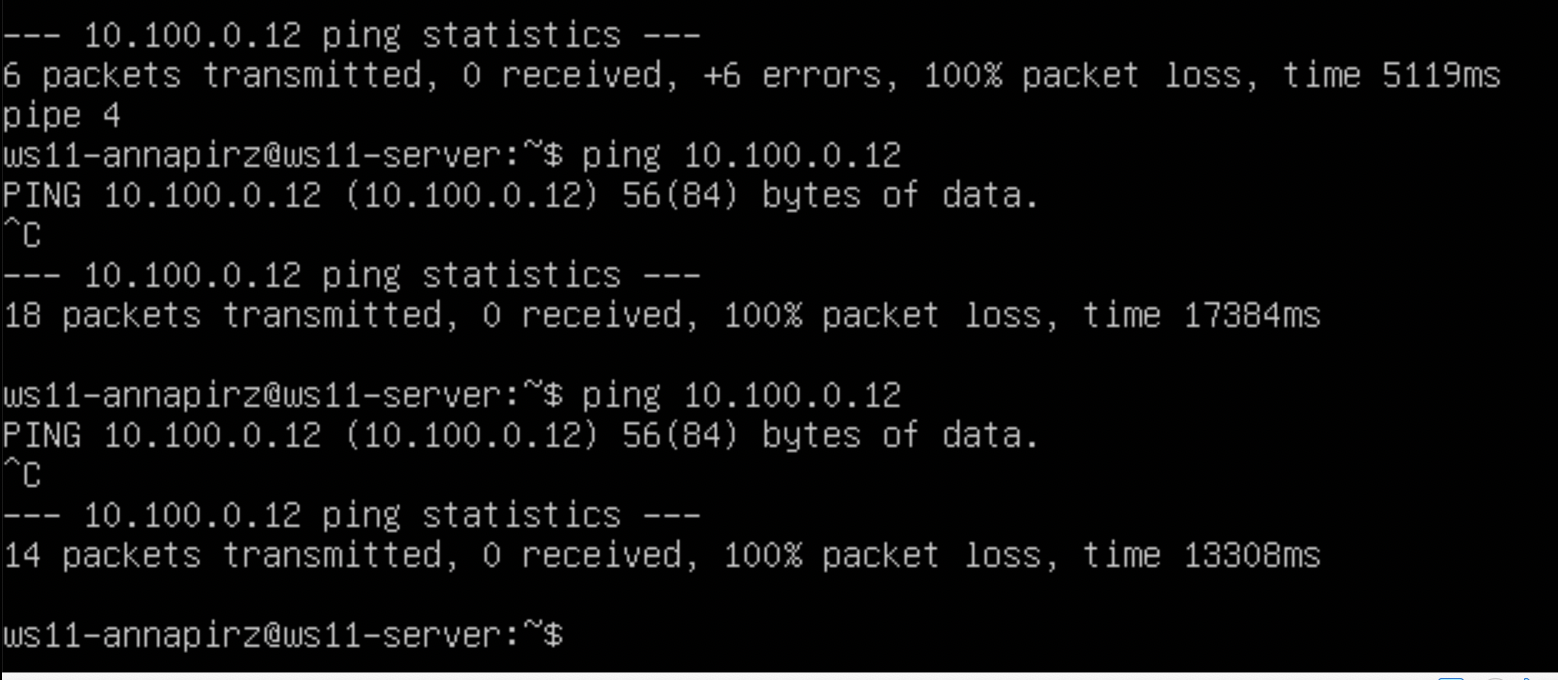 --- 10.100.0.12 ping statistics ---
6 packets transmitted, 0 received, +6 errors, 100% packet loss, time 5119ms
pipe 4
ws11-annapirz@ws11-server:~$ ping 10.100.0.12
PING 10.100.0.12 (10.100.0.12) 56(84) bytes of data.
^C
--- 10.100.0.12 ping statistics ---
18 packets transmitted, 0 received, 100% packet loss, time 17384ms
ws11-annapirz@ws11-server:~$ ping 10.100.0.12
PING 10.100.0.12 (10.100.0.12) 56(84) bytes of data.
^C
--- 10.100.0.12 ping statistics ---
14 packets transmitted, 0 received, 100% packet loss, time 13308ms
ws11-annapirz@ws11-server:~$